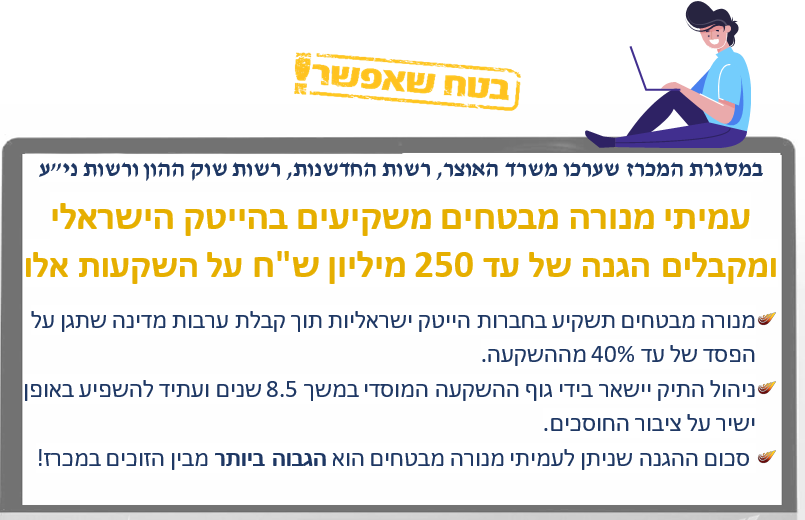 בטח שאפשר!
במסגרת המכרז שערכו משרד האוצר, רשות החדשנות, רשות שוק ההון ורשות ני״ע
עמיתי מנורה מבטחים משקיעים בהייטק הישראלי
ומקבלים הגנה של עד 250 מיליון ש"ח על השקעות אלו
מנורה מבטחים תשקיע בחברות הייטק ישראליות תוך קבלת ערבות מדינה שתגן על
הפסד של עד 40% מההשקעה.
ניהול התיק יישאר בידי גוף ההשקעה המוסדי במשך 8.5 שנים ועתיד להשפיע באופן
ישיר על ציבור החוסכים.
סכום ההגנה שניתן לעמיתי מנורה מבטחים הוא הגבוה ביותר מבין הזוכים במכרז!